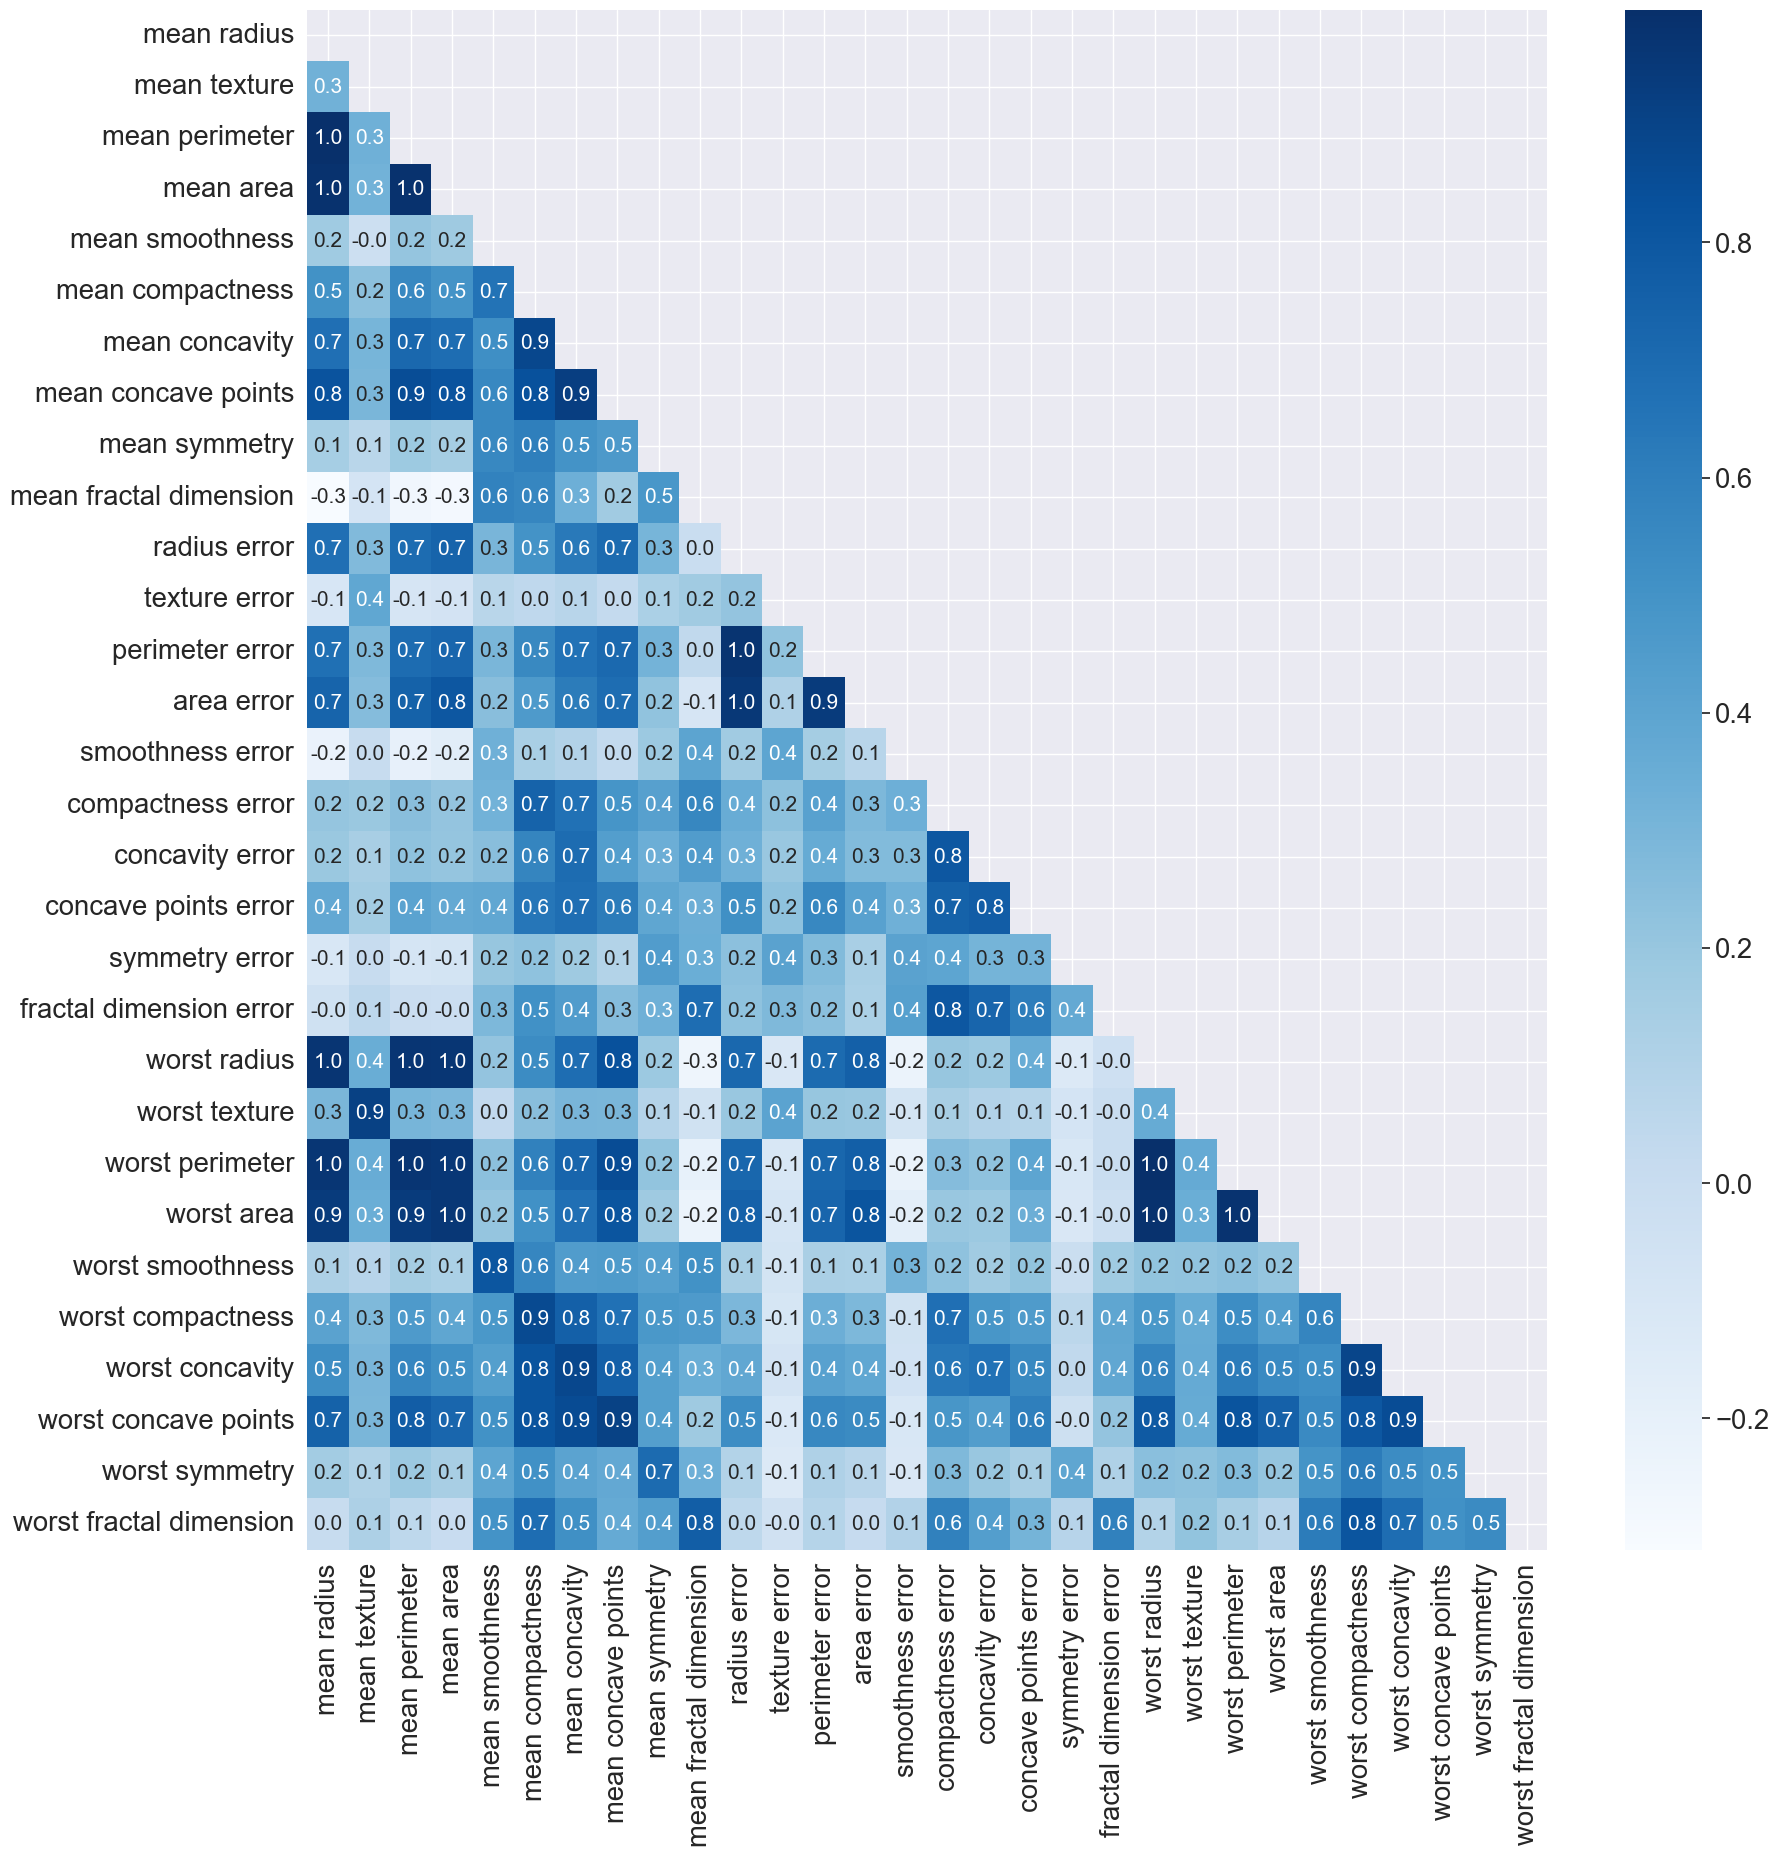 mean radius
mean texture 0.3
mean perimeter 1.0 0.3
mean area 1.0 0.3 1.0
mean smoothness 0.2 -0.0 0.2 0.2
mean compactness 0.5 0.2 0.6 0.5 0.7
mean concavity 0.7 0.3 0.7 0.7 0.5 0.9
mean concave points 0.8 0.3 0.9 0.8 0.6 0.8 0.9
mean symmetry 0.1 0.1 0.2 0.2 0.6 0.6 0.5 0.5
mean fractal dimension -0.3 -0.1 -0.3 -0.3 0.6 0.6 0.3 0.2 0.5
radius error 0.7 0.3 0.7 0.7 0.3 0.5 0.6 0.7 0.3 0.0
texture error -0.1 0.4 -0.1 -0.1 0.1 0.0 0.1 0.0 0.1 0.2 0.2
perimeter error 0.7 0.3 0.7 0.7 0.3 0.5 0.7 0.7 0.3 0.0 1.0 0.2
area error 0.7 0.3 0.7 0.8 0.2 0.5 0.6 0.7 0.2 -0.1 1.0 0.1 0.9
smoothness error -0.2 0.0 -0.2 -0.2 0.3 0.1 0.1 0.0 0.2 0.4 0.2 0.4 0.2 0.1
compactness error 0.2 0.2 0.3 0.2 0.3 0.7 0.7 0.5 0.4 0.6 0.4 0.2 0.4 0.3 0.3
concavity error 0.2 0.1 0.2 0.2 0.2 0.6 0.7 0.4 0.3 0.4 0.3 0.2 0.4 0.3 0.3 0.8
concave points error 0.4 0.2 0.4 0.4 0.4 0.6 0.7 0.6 0.4 0.3 0.5 0.2 0.6 0.4 0.3 0.7 0.8
symmetry error -0.1 0.0 -0.1 -0.1 0.2 0.2 0.2 0.1 0.4 0.3 0.2 0.4 0.3 0.1 0.4 0.4 0.3 0.3
fractal dimension error -0.0 0.1 -0.0 -0.0 0.3 0.5 0.4 0.3 0.3 0.7 0.2 0.3 0.2 0.1 0.4 0.8 0.7 0.6 0.4
worst radius 1.0 0.4 1.0 1.0 0.2 0.5 0.7 0.8 0.2 -0.3 0.7 -0.1 0.7 0.8 -0.2 0.2 0.2 0.4 -0.1 -0.0
worst texture 0.3 0.9 0.3 0.3 0.0 0.2 0.3 0.3 0.1 -0.1 0.2 0.4 0.2 0.2 -0.1 0.1 0.1 0.1 -0.1 -0.0 0.4
worst perimeter 1.0 0.4 1.0 1.0 0.2 0.6 0.7 0.9 0.2 -0.2 0.7 -0.1 0.7 0.8 -0.2 0.3 0.2 0.4 -0.1 -0.0 1.0 0.4
worst area 0.9 0.3 0.9 1.0 0.2 0.5 0.7 0.8 0.2 -0.2 0.8 -0.1 0.7 0.8 -0.2 0.2 0.2 0.3 -0.1 -0.0 1.0 0.3 1.0
worst smoothness 0.1 0.1 0.2 0.1 0.8 0.6 0.4 0.5 0.4 0.5 0.1 -0.1 0.1 0.1 0.3 0.2 0.2 0.2 -0.0 0.2 0.2 0.2 0.2 0.2
worst compactness 0.4 0.3 0.5 0.4 0.5 0.9 0.8 0.7 0.5 0.5 0.3 -0.1 0.3 0.3 -0.1 0.7 0.5 0.5 0.1 0.4 0.5 0.4 0.5 0.4 0.6
worst concavity 0.5 0.3 0.6 0.5 0.4 0.8 0.9 0.8 0.4 0.3 0.4 -0.1 0.4 0.4 -0.1 0.6 0.7 0.5 0.0 0.4 0.6 0.4 0.6 0.5 0.5 0.9
worst concave points 0.7 0.3 0.8 0.7 0.5 0.8 0.9 0.9 0.4 0.2 0.5 -0.1 0.6 0.5 -0.1 0.5 0.4 0.6 -0.0 0.2 0.8 0.4 0.8 0.7 0.5 0.8 0.9
worst symmetry 0.2 0.1 0.2 0.1 0.4 0.5 0.4 0.4 0.7 0.3 0.1 -0.1 0.1 0.1 -0.1 0.3 0.2 0.1 0.4 0.1 0.2 0.2 0.3 0.2 0.5 0.6 0.5 0.5
worst fractal dimension 0.0 0.1 0.1 0.0 0.5 0.7 0.5 0.4 0.4 0.8 0.0 -0.0 0.1 0.0 0.1 0.6 0.4 0.3 0.1 0.6 0.1 0.2 0.1 0.1 0.6 0.8 0.7 0.5 0.5
mean radius
mean texture
mean perimeter
mean area
mean smoothness
mean compactness
mean concavity
mean concave points
mean symmetry
mean fractal dimension
radius error
texture error
perimeter error
area error
smoothness error
compactness error
concavity error
concave points error
symmetry error
fractal dimension error
worst radius
worst texture
worst perimeter
worst area
worst smoothness
worst compactness
worst concavity
worst concave points
worst symmetry
worst fractal dimension
0.8
0.6
0.4
0.2
0.0
−0.2